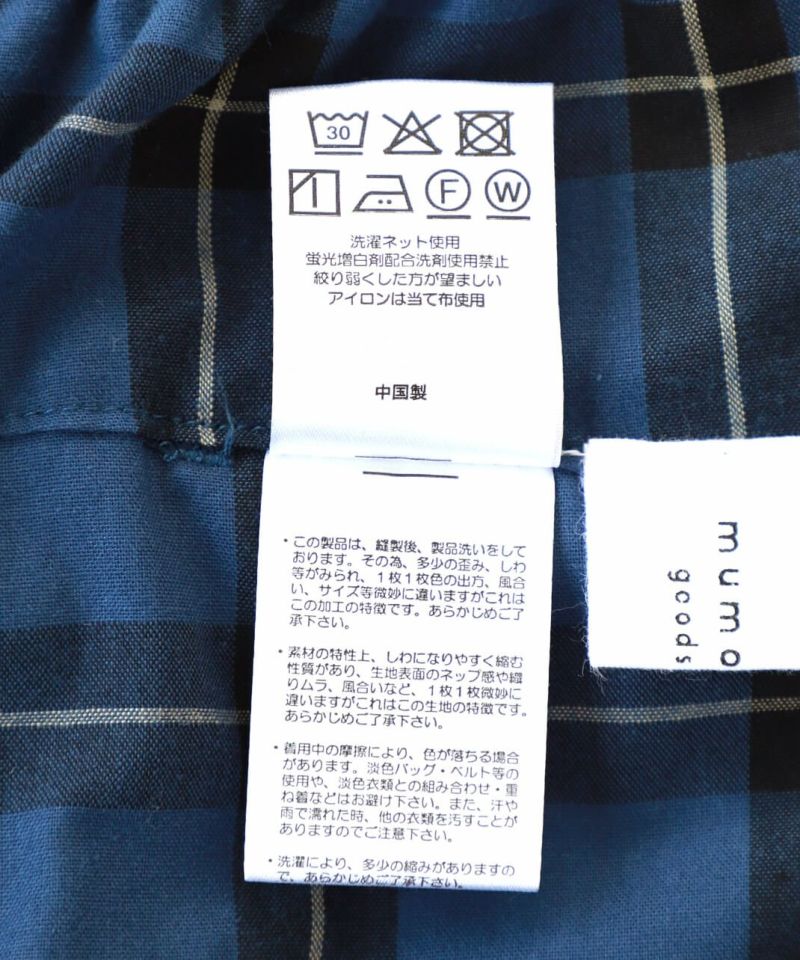 30
F W
洗濯ネット使用
蛍光増白剤配合洗剤使用禁止
絞り弱くした方が望ましい
アイロンは当て布使用
中国製
・この製品は、縫製後、製品洗いをして
おります。その為、多少の歪み、しわ
等がみられ、1枚1枚色の出方、風合
い、サイズ等微妙に違いますがこれは
この加工の特徴です。あらかじめご了
承下さい。
・素材の特性上、しわになりやすく縮む
性質があり、生地表面のネップ感や織
りムラ、風合いなど、1枚1枚微妙に
違いますがこれはこの生地の特徴です。
あらかじめご了承下さい。
・着用中の摩擦により、色が落ちる場合
があります。淡色バッグ・ベルト等の
使用や、淡色衣類との組み合わせ・重
ね着などはお避け下さい。また、汗や
雨で濡れた時、他の衣類を汚すことが
ありますのでご注意下さい。
・洗濯により、多少の縮みがありますの
で、あらかじめご了承下さい。
mumo
goods